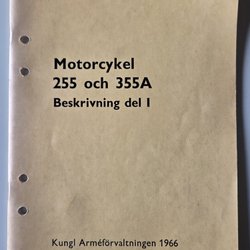 Motorcykel
255 och 355A
Beskrivning del I
Kungl Arméförvaltningen 1966